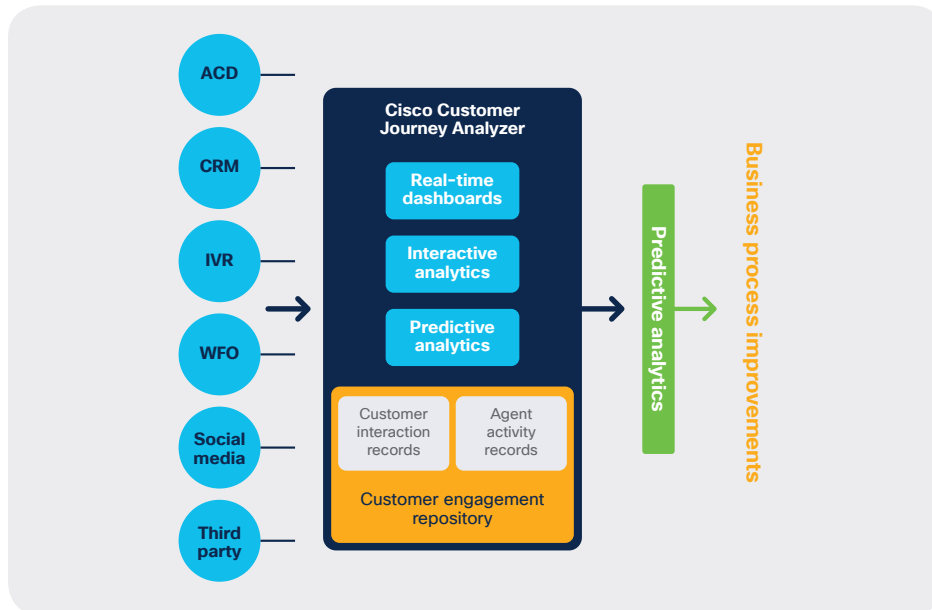 ACD
CRM
IVR
WFO
Social
media
Third
party
Cisco Customer
Journey Analyzer
Real-time
dashboards
Interactive
analytics
Predictive
analytics
Customer
interaction
records
Agent
activity
records
Customer engagement
repository
Predictive analytics
Business process improvements